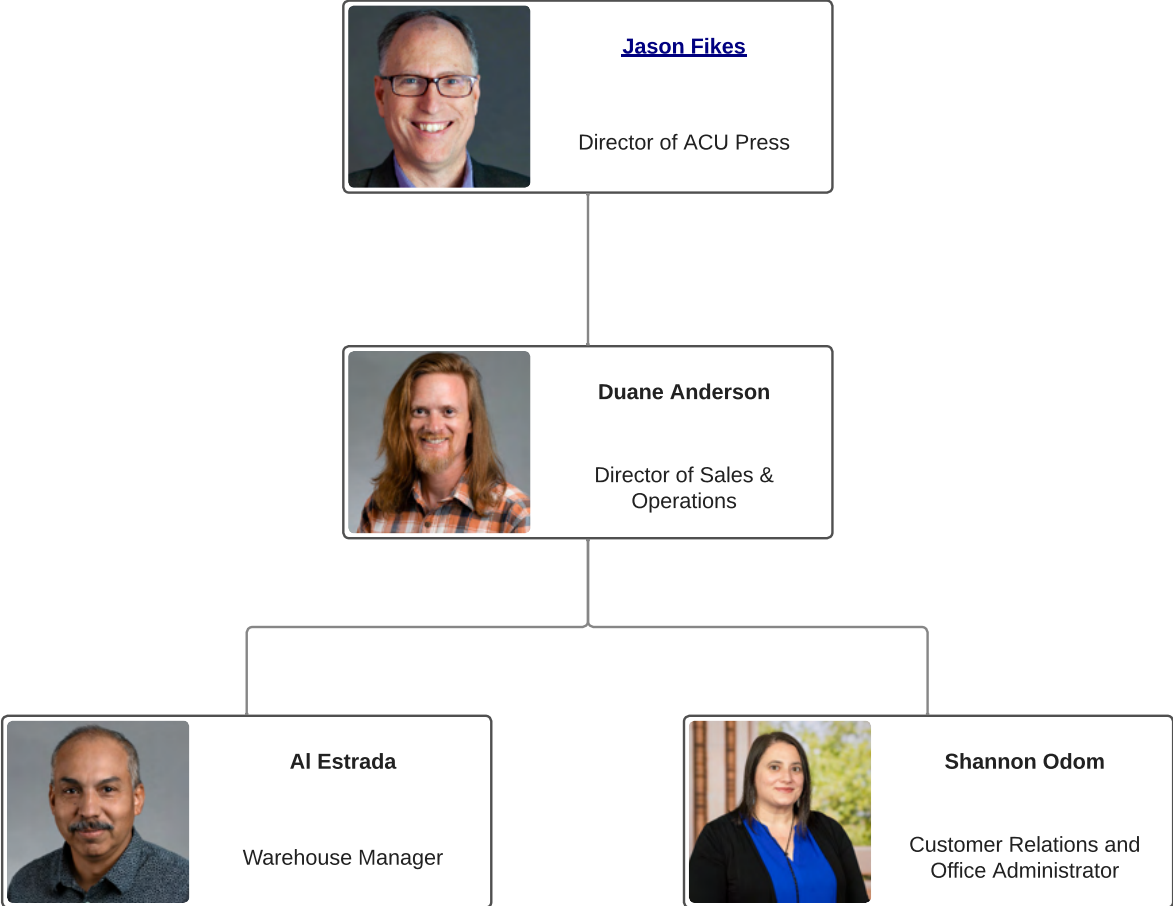 Jason Fikes
Director of ACU Press
Duane Anderson
Director of Sales &
Operations
Al Estrada
Warehouse Manager
Shannon Odom
Customer Relations and
Office Administrator